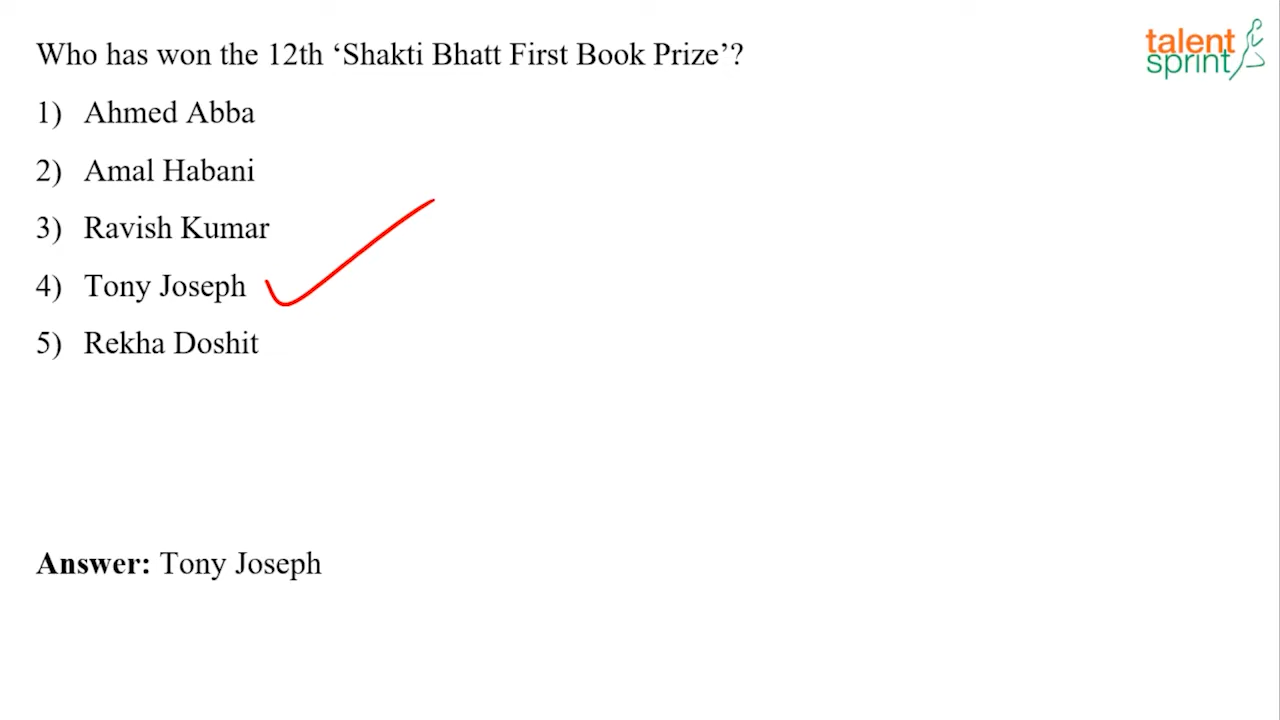 Who has won the 12th ‘Shakti Bhatt First Book Prize’?
talent
sprint
1) Ahmed Abba
2) Amal Habani
3) Ravish Kumar
4) Tony Joseph
5) Rekha Doshit
Answer: Tony Joseph